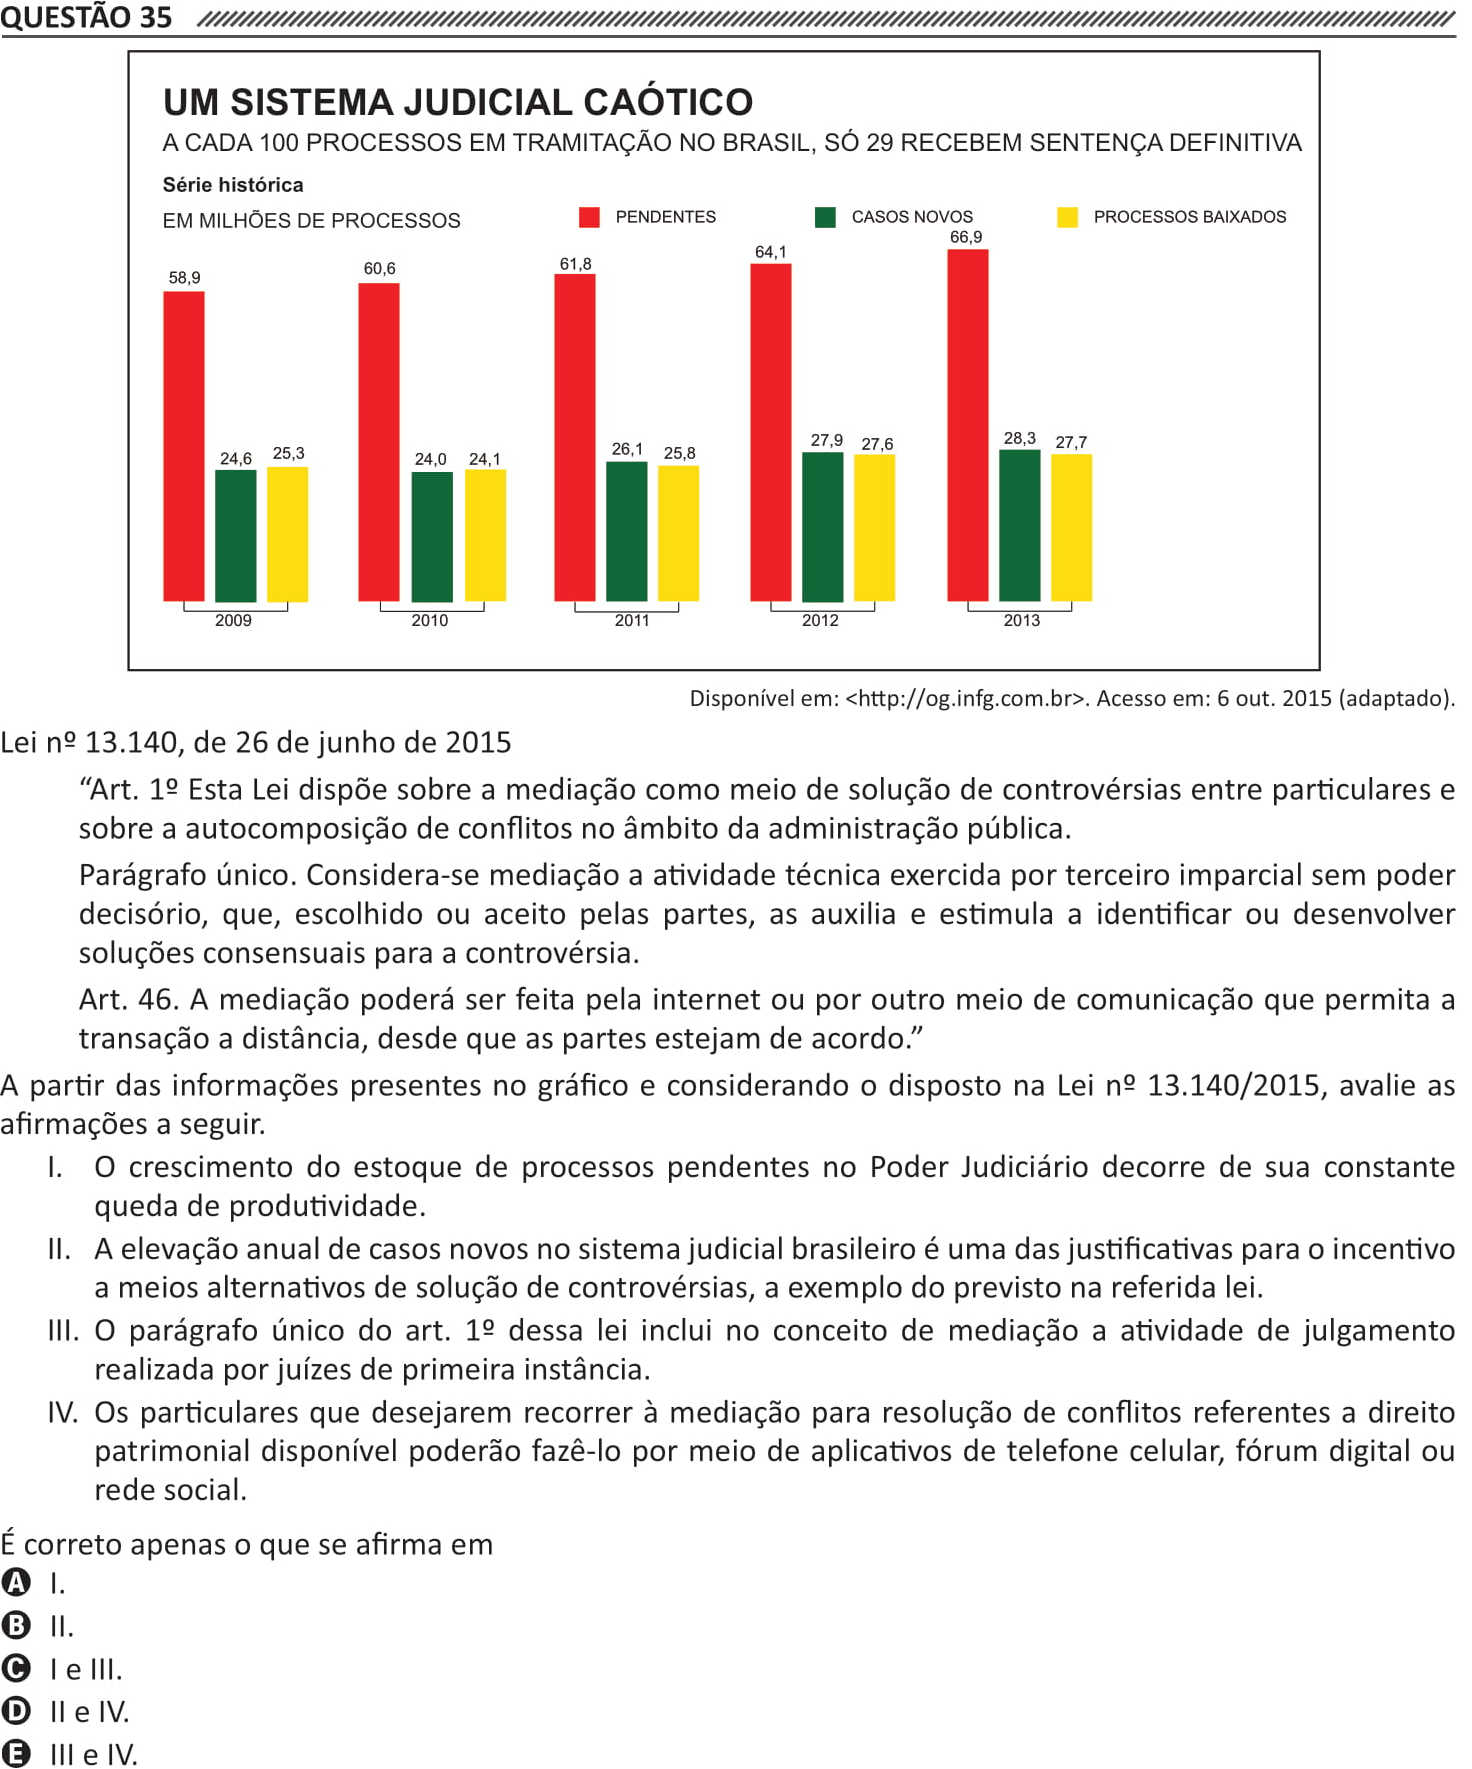 QUESTÃO 35
UM SISTEMA JUDICIAL CAÓTICO
A CADA 100 PROCESSOS EM TRAMITAÇÃO NO BRASIL, SÓ 29 RECEBEM SENTENÇA DEFINITIVA
Série histórica
EM MILHÕES DE PROCESSOS
PENDENTES
CASOS NOVOS
PROCESSOS BAIXADOS
58,9
24,6
25,3
2009
60,6
24,0
24,1
2010
61,8
26,1
25,8
2011
64,1
27,9
27,6
2012
66,9
28,3
27,7
2013
Disponível em: <http://og.infg.com.br>. Acesso em: 6 out. 2015 (adaptado).
Lei nº 13.140, de 26 de junho de 2015
“Art. 1º Esta Lei dispõe sobre a mediação como meio de solução de controvérsias entre particulares e
sobre a autocomposição de conflitos no âmbito da administração pública.
Parágrafo único. Considera-se mediação a atividade técnica exercida por terceiro imparcial sem poder
decisório, que, escolhido ou aceito pelas partes, as auxilia e estimula a identificar ou desenvolver
soluções consensuais para a controvérsia.
Art. 46. A mediação poderá ser feita pela internet ou por outro meio de comunicação que permita a
transação a distância, desde que as partes estejam de acordo.”
A partir das informações presentes no gráfico e considerando o disposto na Lei nº 13.140/2015, avalie as
afirmações a seguir.
I. O crescimento do estoque de processos pendentes no Poder Judiciário decorre de sua constante
queda de produtividade.
II. A elevação anual de casos novos no sistema judicial brasileiro é uma das justificativas para o incentivo
a meios alternativos de solução de controvérsias, a exemplo do previsto na referida lei.
III. O parágrafo único do art. 1º dessa lei inclui no conceito de mediação a atividade de julgamento
realizada por juízes de primeira instância.
IV. Os particulares que desejarem recorrer à mediação para resolução de conflitos referentes a direito
patrimonial disponível poderão fazê-lo por meio de aplicativos de telefone celular, fórum digital ou
rede social.
É correto apenas o que se afirma em
A I.
B II.
C I e III.
D II e IV.
E III e IV.